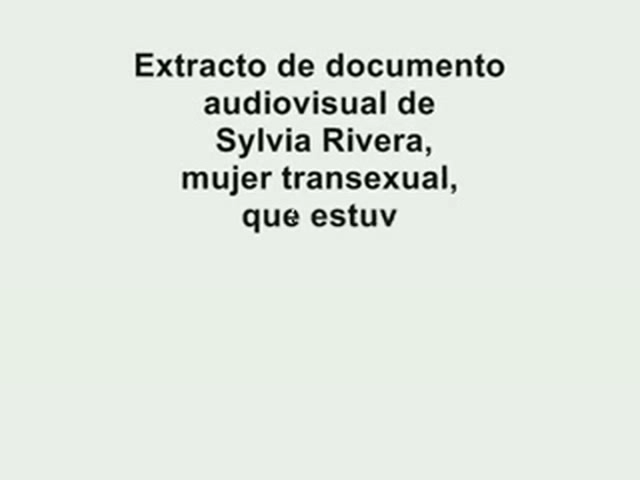 Extracto de documento
audiovisual de
Sylvia Rivera,
mujer transexual,
que estuv